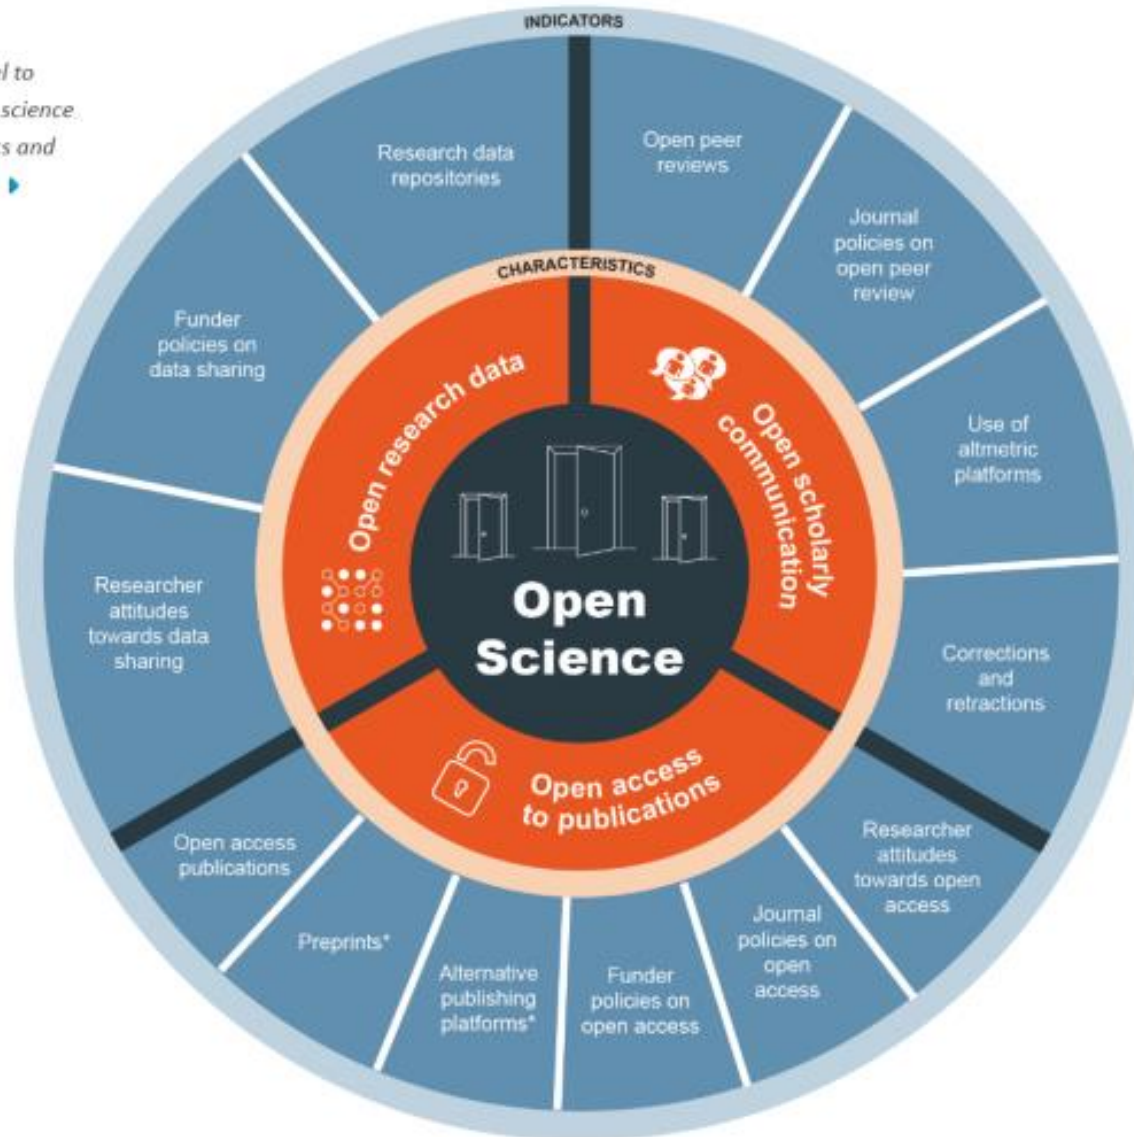 l to
science
s and
INDICATORS
Research data
repositories
Open peer
reviews
Journal
policies on
open peer
review
Funder
policies on
data sharing
CHARACTERISTICS
Open research data
Open scholarly
communication
Use of
altmetric
platforms
Open
Science
Researcher
attitudes
towards data
sharing
Corrections
and
retractions
Open access
to publications
Open access
publications
Preprints*
Alternative
publishing
platforms*
Funder
policies on
open access
Journal
policies on
open
access
Researcher
attitudes
towards open
access